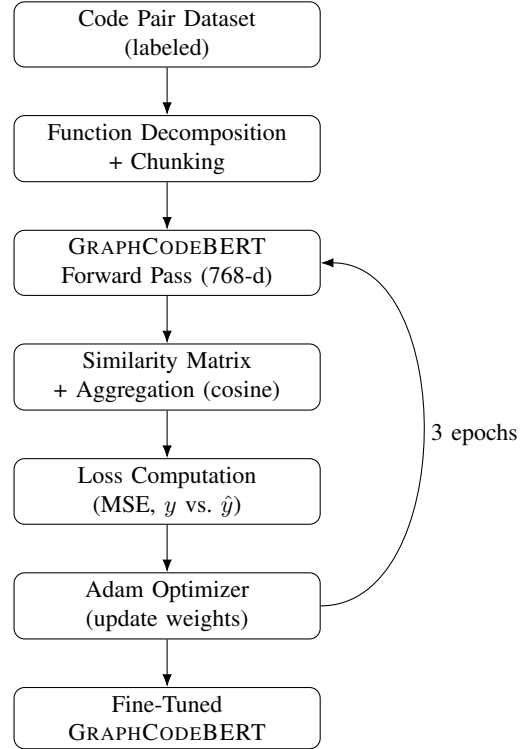 Code Pair Dataset
(labeled)
Function Decomposition
+ Chunking
GRAPHCODEBERT
Forward Pass (768-d)
Similarity Matrix
+ Aggregation (cosine)
3 epochs
Loss Computation
(MSE, y vs. ŷ)
Adam Optimizer
(update weights)
Fine-Tuned
GRAPHCODEBERT